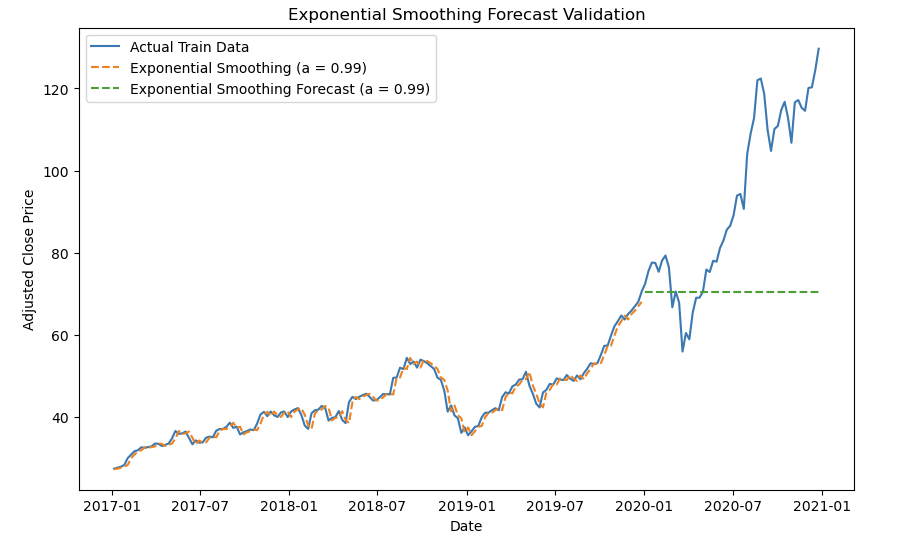 Exponential Smoothing Forecast Validation
Actual Train Data
Exponential Smoothing (a = 0.99)
Exponential Smoothing Forecast (a = 0.99)
Adjusted Close Price
120
100
80
60
40
2017-01
2017-07
2018-01
2018-07
2019-01
2019-07
2020-01
2020-07
2021-01
Date